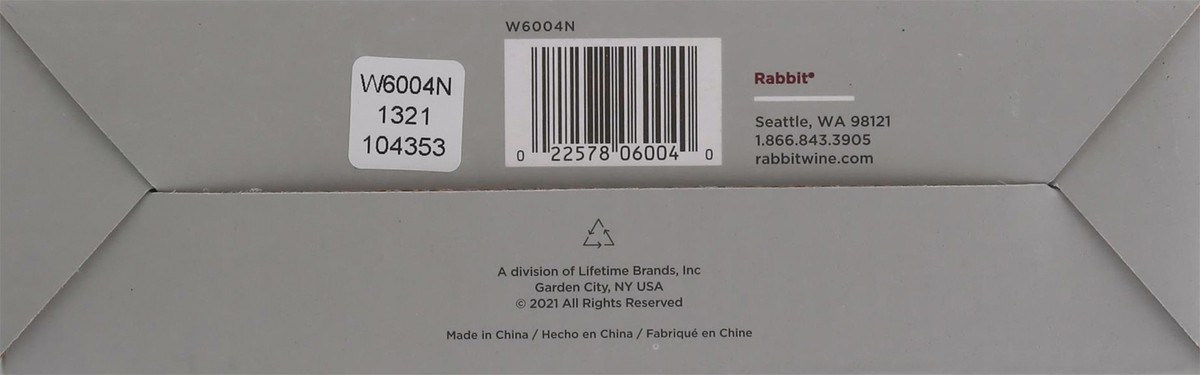 W6004N
W6004N
1321
104353
0 22578 06004 0
Rabbit®
Seattle, WA 98121
1.866.843.3905
rabbitwine.com
A division of Lifetime Brands, Inc
Garden City, NY USA
© 2021 All Rights Reserved
Made in China / Hecho en China / Fabriqué en Chine